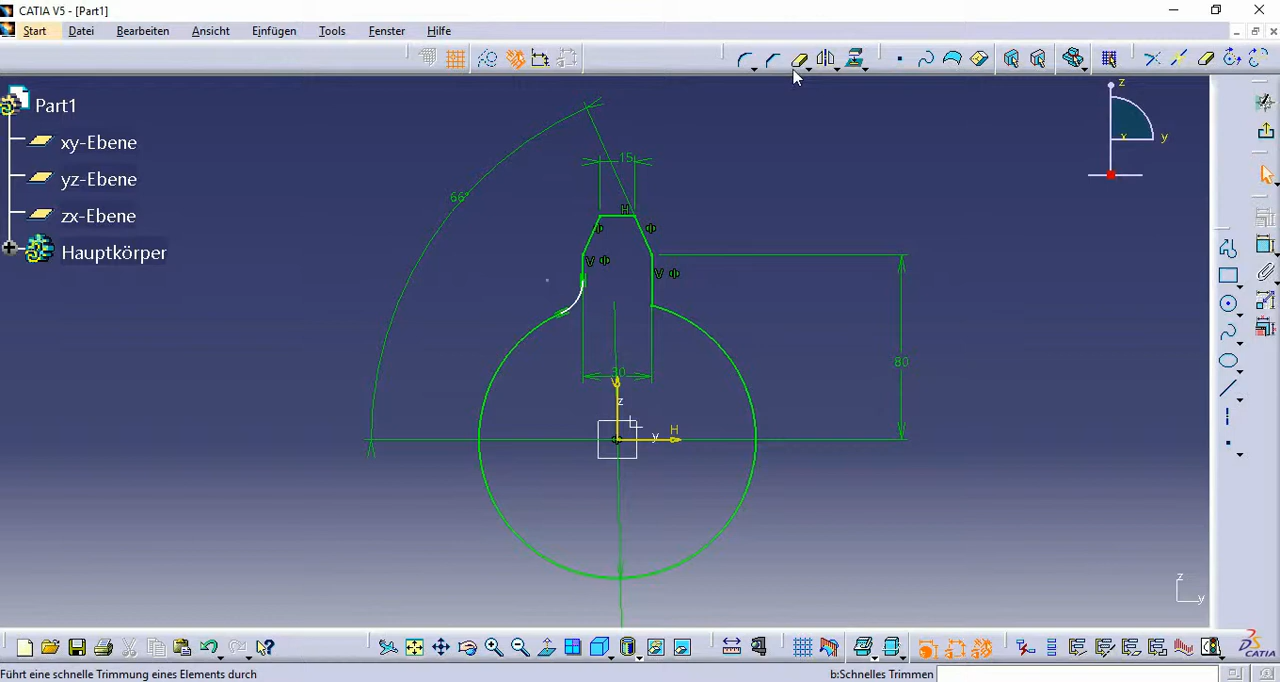 CATIA V5 - [Part1]
Start Datei Bearbeiten Ansicht Einfügen Tools Fenster Hilfe
Part1
xy-Ebene
yz-Ebene
zx-Ebene
Hauptkörper
z
x
y
15
66°
H
V
V
80
30
V
z
H
y
z
y
CATIA
Führt eine schnelle Trimmung eines Elements durch
b:Schnelles Trimmen